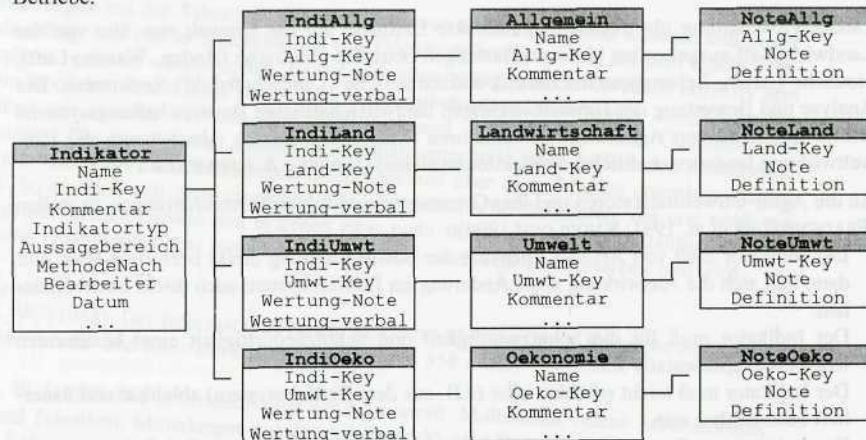 Betriebe.
Indikator
Name
Indi-Key
Kommentar
Indikatortyp
Aussagebereich
MethodeNach
Bearbeiter
Datum
...
IndiAllg
Indi-Key
Allg-Key
Wertung-Note
Wertung-verbal
Allgemein
Name
Allg-Key
Kommentar
...
NoteAllg
Allg-Key
Note
Definition
IndiLand
Indi-Key
Land-Key
Wertung-Note
Wertung-verbal
Landwirtschaft
Name
Land-Key
Kommentar
...
NoteLand
Land-Key
Note
Definition
IndiUmwt
Indi-Key
Umwt-Key
Wertung-Note
Wertung-verbal
Umwelt
Name
Umwt-Key
Kommentar
...
NoteUmwt
Umwt-Key
Note
Definition
IndiOeko
Indi-Key
Umwt-Key
Wertung-Note
Wertung-verbal
Oekonomie
Name
Oeko-Key
Kommentar
...
NoteOeko
Oeko-Key
Note
Definition